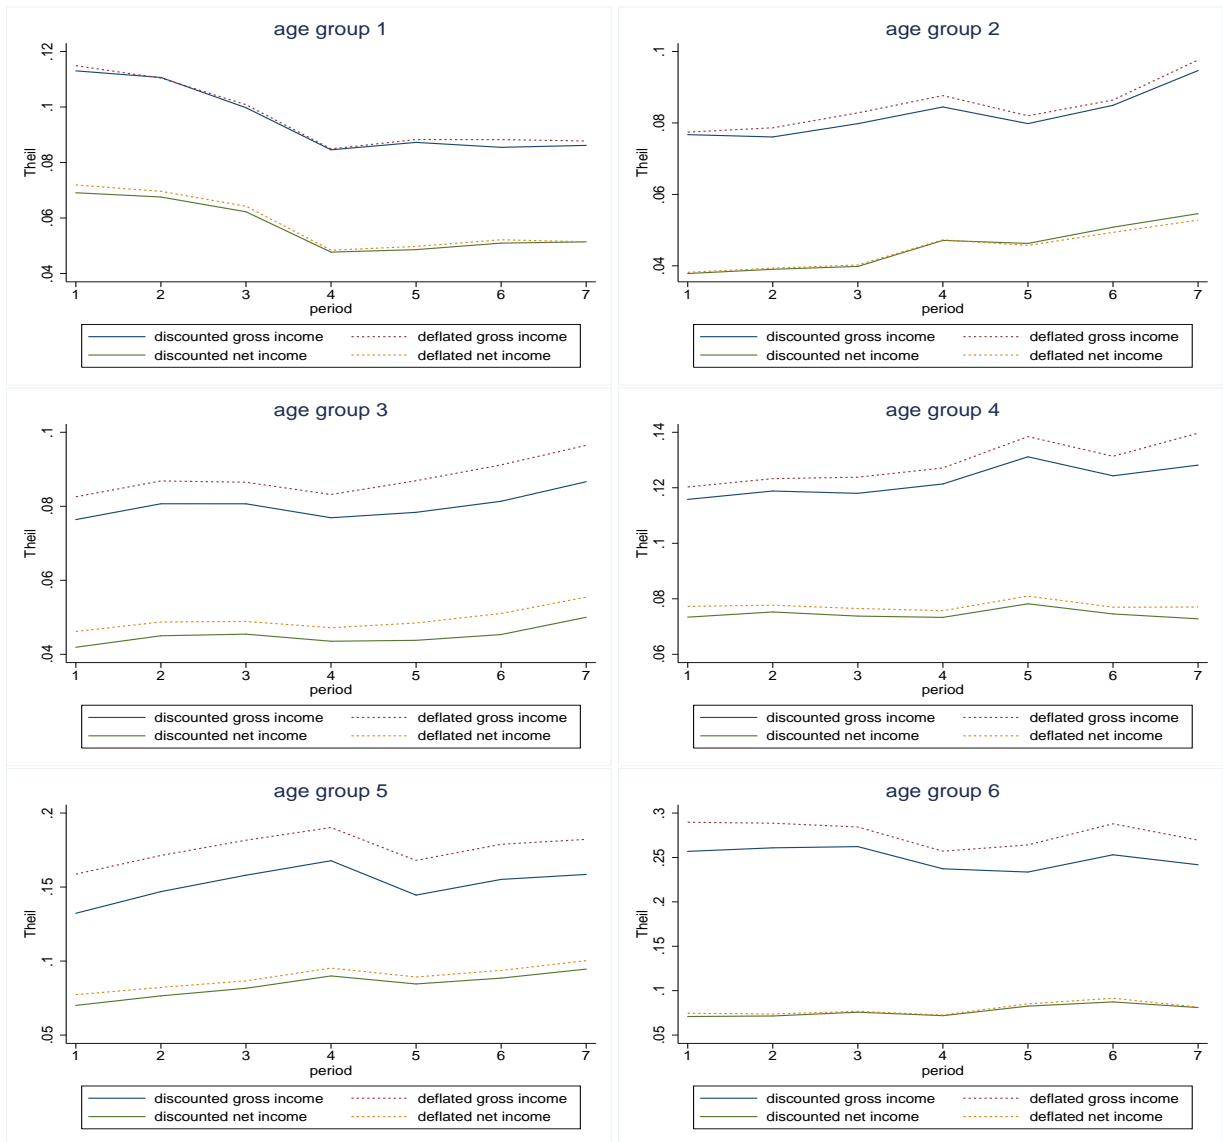 age group 1
Theil
.12
.1
.08
.06
.04
1 2 3 4 5 6 7
period
discounted gross income deflated gross income
discounted net income deflated net income
age group 2
Theil
.1
.08
.06
.04
1 2 3 4 5 6 7
period
discounted gross income deflated gross income
discounted net income deflated net income
age group 3
Theil
.1
.08
.06
.04
1 2 3 4 5 6 7
period
discounted gross income deflated gross income
discounted net income deflated net income
age group 4
Theil
.14
.12
.1
.08
.06
1 2 3 4 5 6 7
period
discounted gross income deflated gross income
discounted net income deflated net income
age group 5
Theil
.2
.15
.1
.05
1 2 3 4 5 6 7
period
discounted gross income deflated gross income
discounted net income deflated net income
age group 6
Theil
.3
.25
.2
.15
.1
.05
1 2 3 4 5 6 7
period
discounted gross income deflated gross income
discounted net income deflated net income